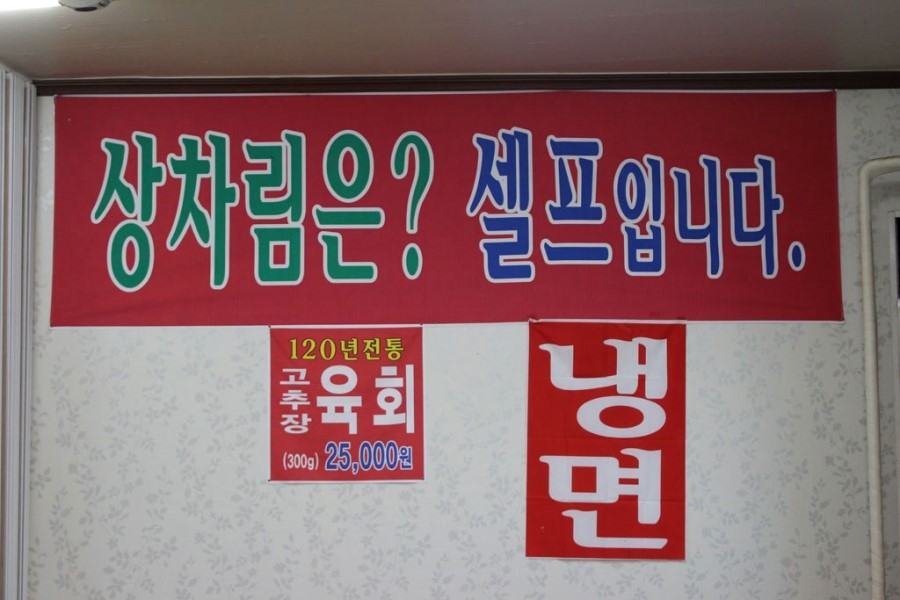 상차림은? 셀프입니다.
120년전통
고추장 육회
(300g) 25,000원
냉면